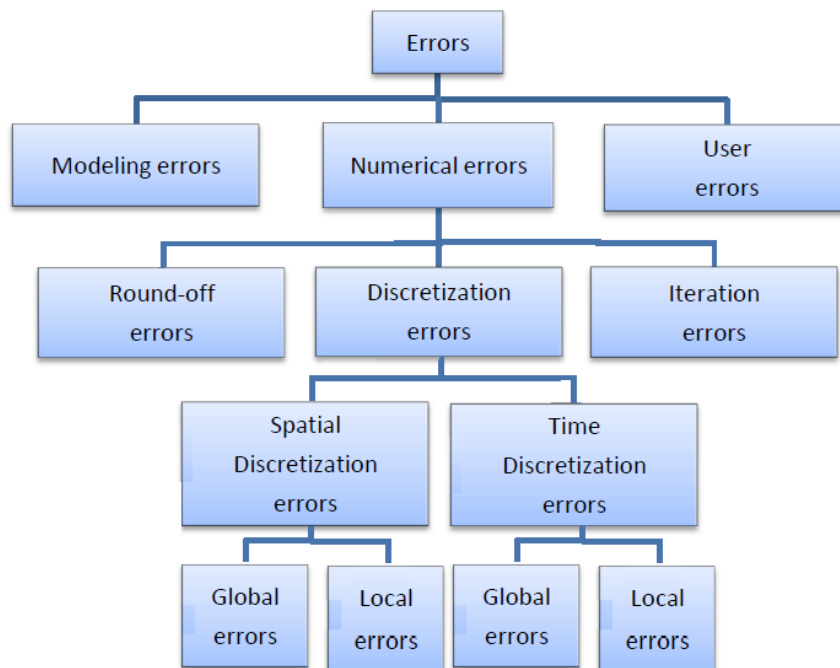 Errors
Modeling errors
Numerical errors
User
errors
Round-off
errors
Discretization
errors
Iteration
errors
Spatial
Discretization
errors
Time
Discretization
errors
Global
errors
Local
errors
Global
errors
Local
errors